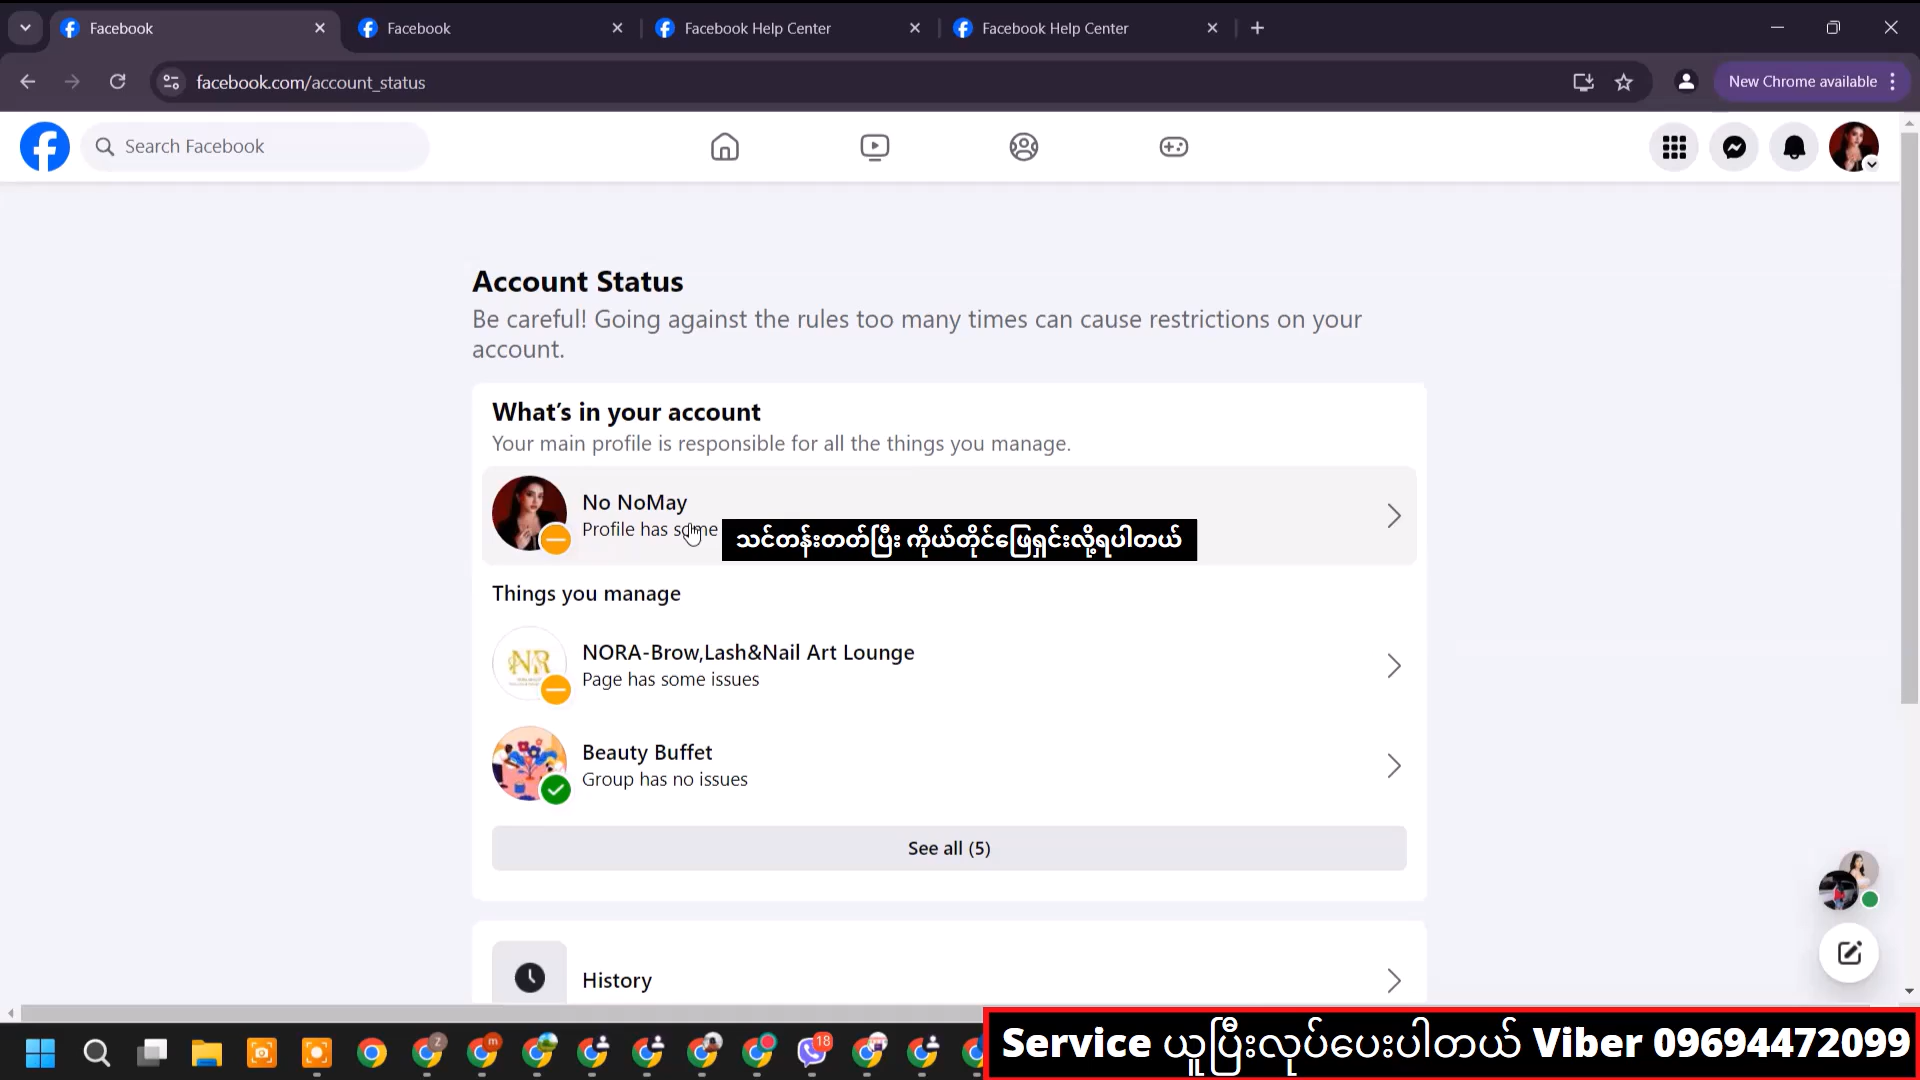 Facebook
Facebook
Facebook Help Center
Facebook Help Center
facebook.com/account_status
New Chrome available
Search Facebook
Account Status
Be careful! Going against the rules too many times can cause restrictions on your
account.
What's in your account
Your main profile is responsible for all the things you manage.
No NoMay
Profile has some
သင်တန်းတတ်ပြီး ကိုယ်တိုင်ဖြေရှင်းလို့ရပါတယ်
Things you manage
NR
NORA-Brow,Lash&Nail Art Lounge
Page has some issues
Beauty Buffet
Group has no issues
See all (5)
History
Z
m
18
Service ယူပြီးလုပ်ပေးပါတယ် Viber 09694472099